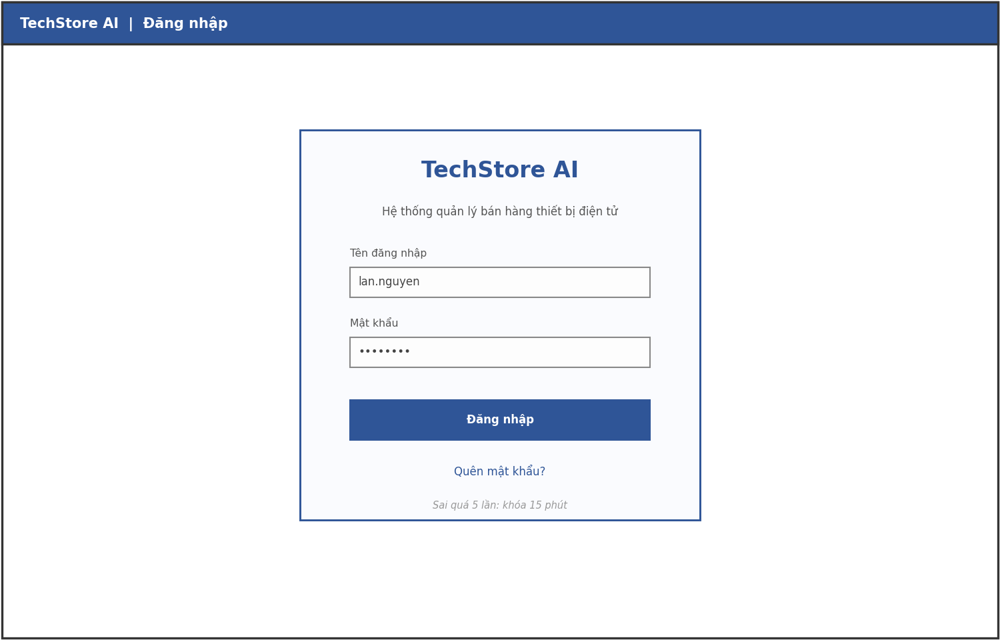 TechStore AI | Đăng nhập
TechStore AI
Hệ thống quản lý bán hàng thiết bị điện tử
Tên đăng nhập
lan.nguyen
Mật khẩu
••••••••
Đăng nhập
Quên mật khẩu?
Sai quá 5 lần: khóa 15 phút